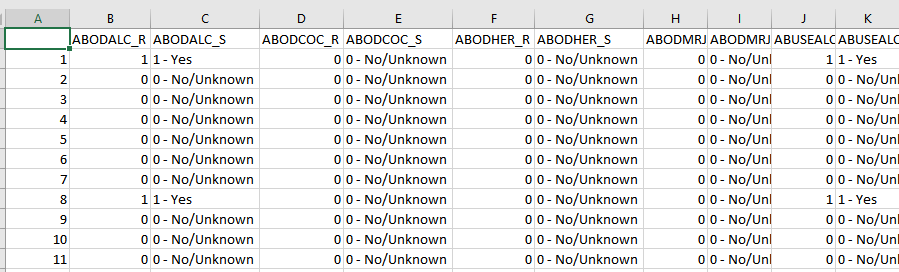 A B C D E F G H I J K
ABODALC_R ABODALC_S ABODCOC_R ABODCOC_S ABODHER_R ABODHER_S ABODMRJ ABODMRJ ABUSEALC ABUSEALC
1 1 1 - Yes 0 0 - No/Unknown 0 0 - No/Unknown 0 0 - No/Unl 1 1 - Yes
2 0 0 - No/Unknown 0 0 - No/Unknown 0 0 - No/Unknown 0 0 - No/Unl 0 0 - No/Unl
3 0 0 - No/Unknown 0 0 - No/Unknown 0 0 - No/Unknown 0 0 - No/Unl 0 0 - No/Unl
4 0 0 - No/Unknown 0 0 - No/Unknown 0 0 - No/Unknown 0 0 - No/Unl 0 0 - No/Unl
5 0 0 - No/Unknown 0 0 - No/Unknown 0 0 - No/Unknown 0 0 - No/Unl 0 0 - No/Unl
6 0 0 - No/Unknown 0 0 - No/Unknown 0 0 - No/Unknown 0 0 - No/Unl 0 0 - No/Unl
7 0 0 - No/Unknown 0 0 - No/Unknown 0 0 - No/Unknown 0 0 - No/Unl 0 0 - No/Unl
8 1 1 - Yes 0 0 - No/Unknown 0 0 - No/Unknown 0 0 - No/Unl 1 1 - Yes
9 0 0 - No/Unknown 0 0 - No/Unknown 0 0 - No/Unknown 0 0 - No/Unl 0 0 - No/Unl
10 0 0 - No/Unknown 0 0 - No/Unknown 0 0 - No/Unknown 0 0 - No/Unl 0 0 - No/Unl
11 0 0 - No/Unknown 0 0 - No/Unknown 0 0 - No/Unknown 0 0 - No/Unl 0 0 - No/Unl